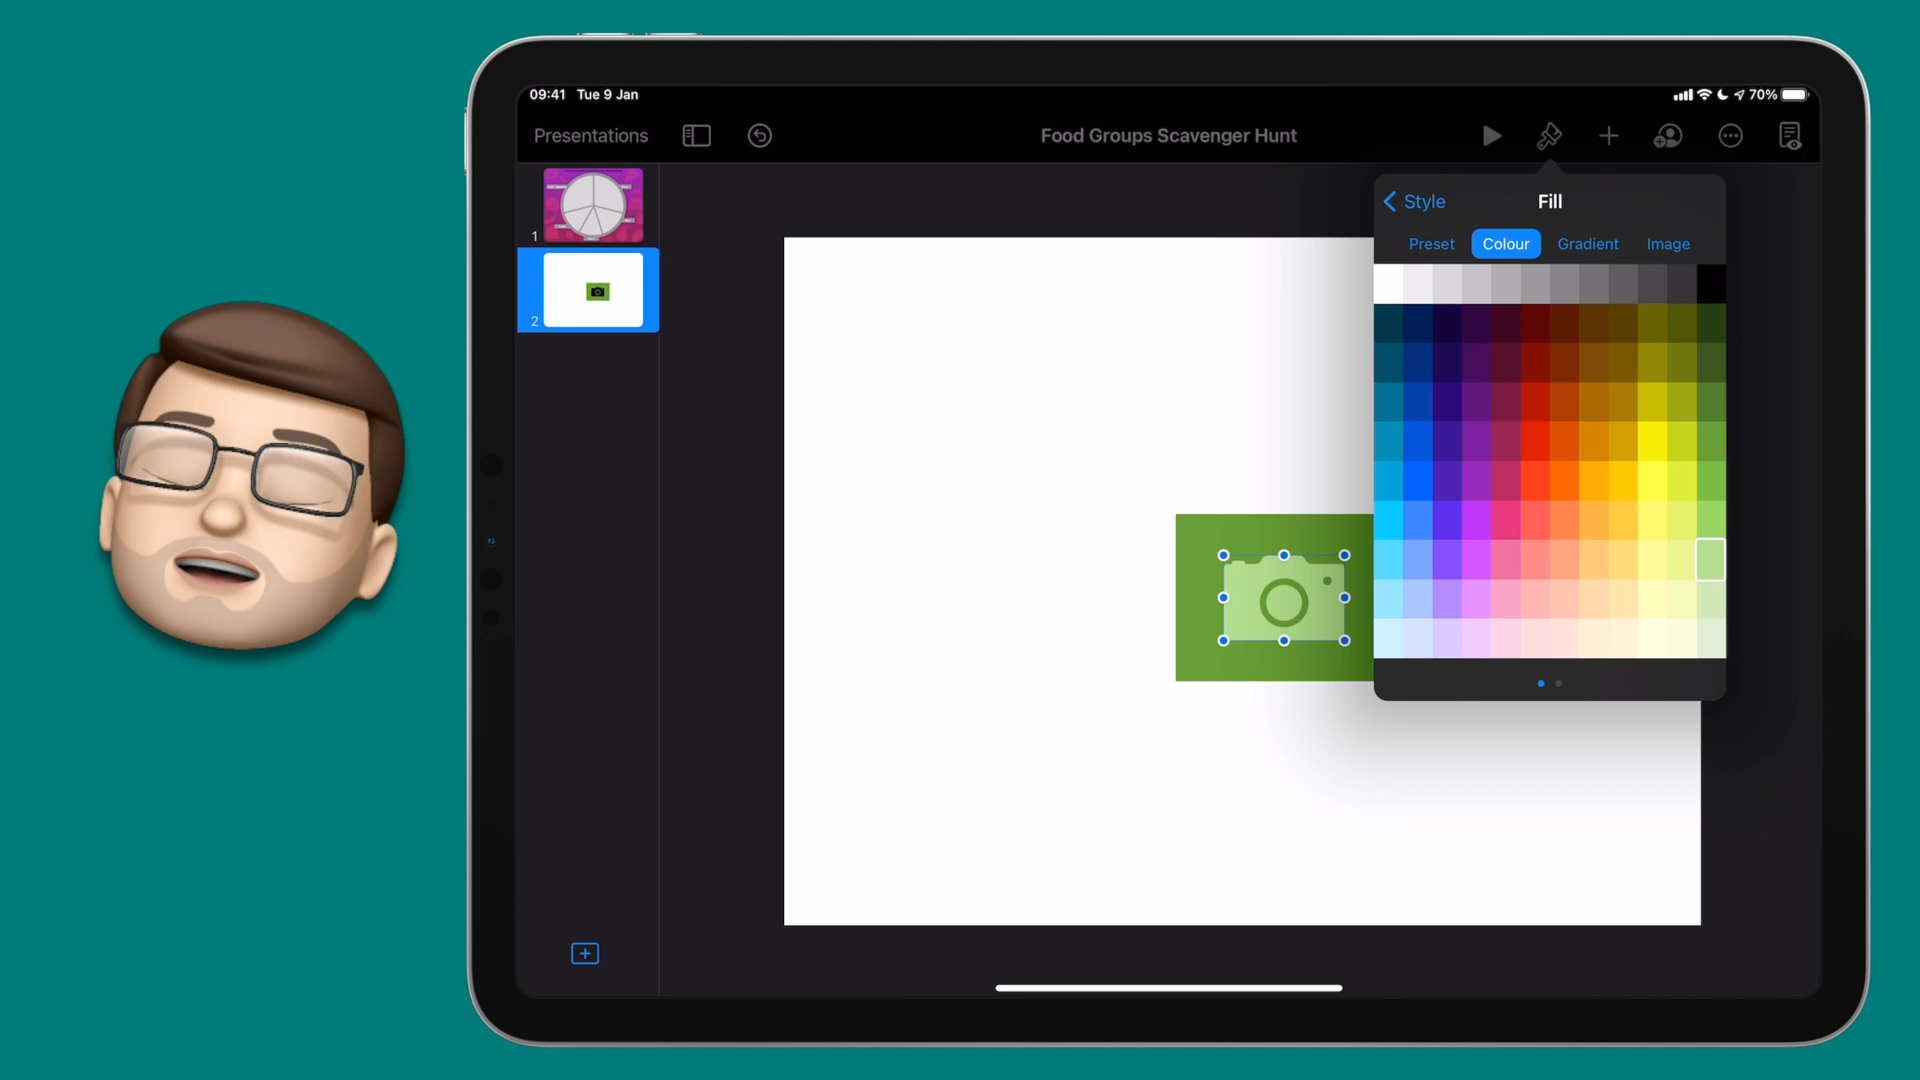 09:41 Tue 9 Jan
70%
Presentations
Food Groups Scavenger Hunt
Style
Fill
Preset
Colour
Gradient
Image
1
2